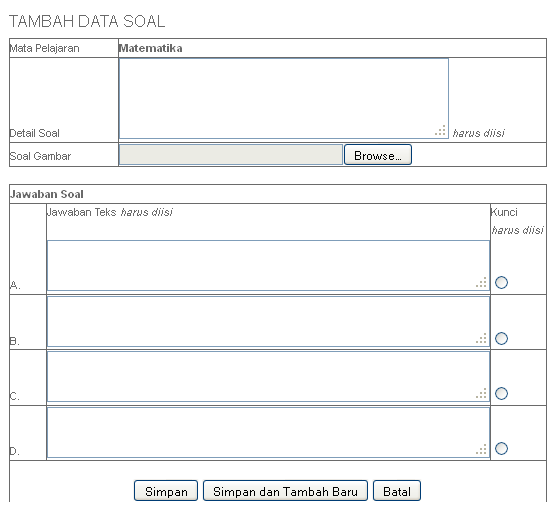 TAMBAH DATA SOAL
Mata Pelajaran Matematika
Detail Soal harus diisi
Soal Gambar Browse...
Jawaban Soal
Jawaban Teks harus diisi Kunci
harus diisi
A.
B.
C.
D.
Simpan Simpan dan Tambah Baru Batal